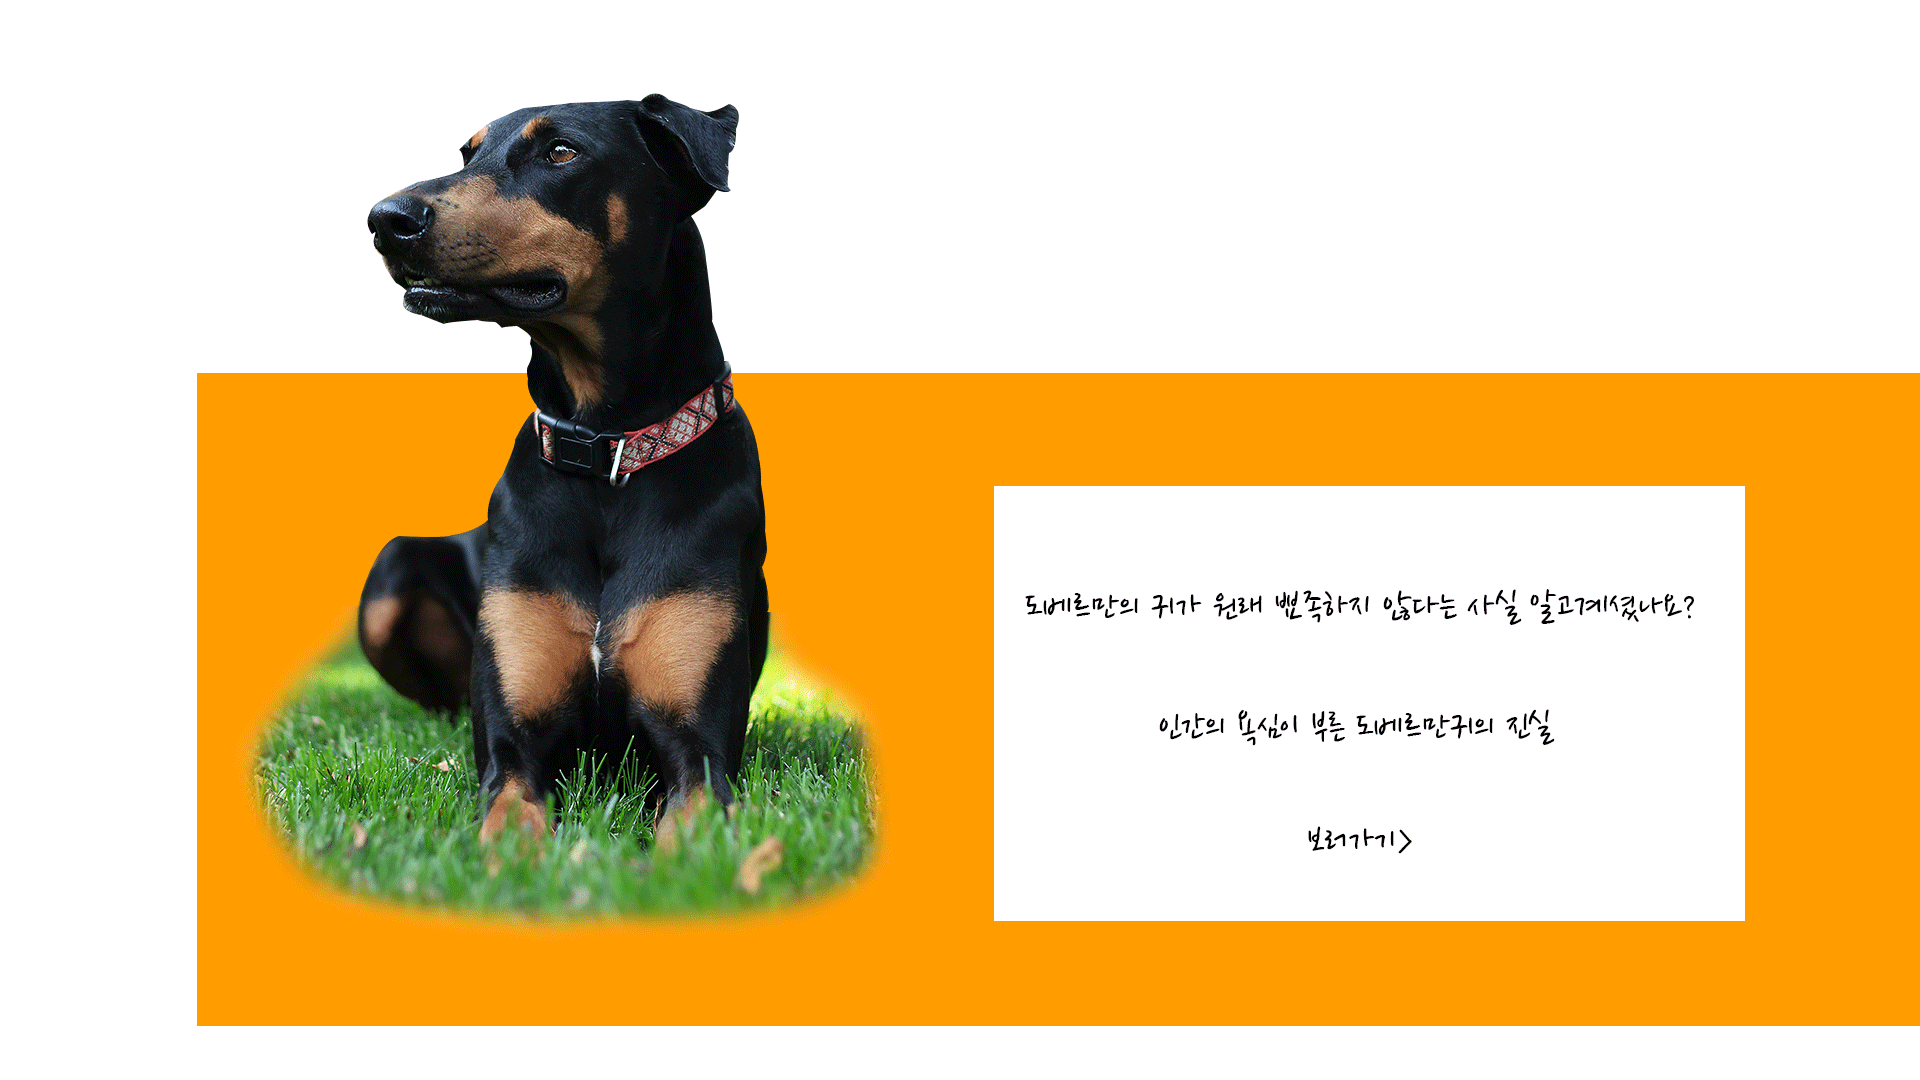 도베르만의 귀가 원래 뾰족하지 않다는 사실 알고계셨나요?
인간의 욕심이 부른 도베르만귀의 진실
보러가기>